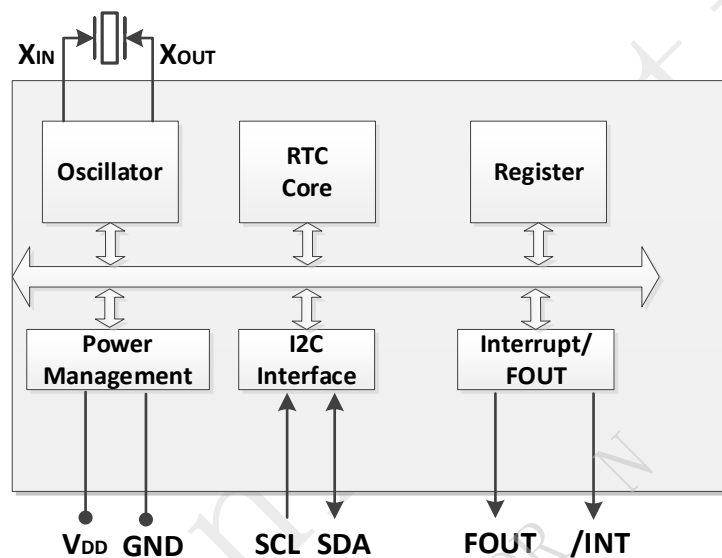 XIN XOUT
Oscillator
RTC
Core
Register
Power
Management
I2C
Interface
Interrupt/
FOUT
VDD GND SCL SDA FOUT /INT